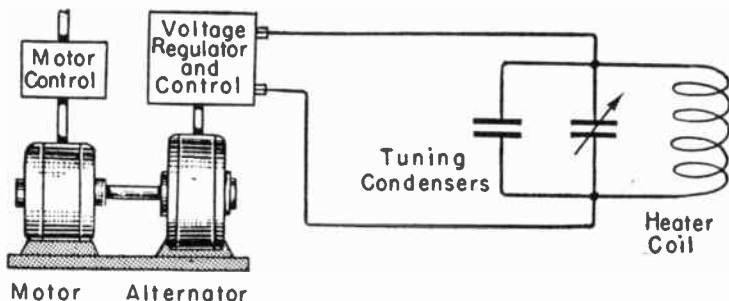 Motor
Control
Voltage
Regulator
and
Control
Tuning
Condensers
Heater
Coil
Motor
Alternator